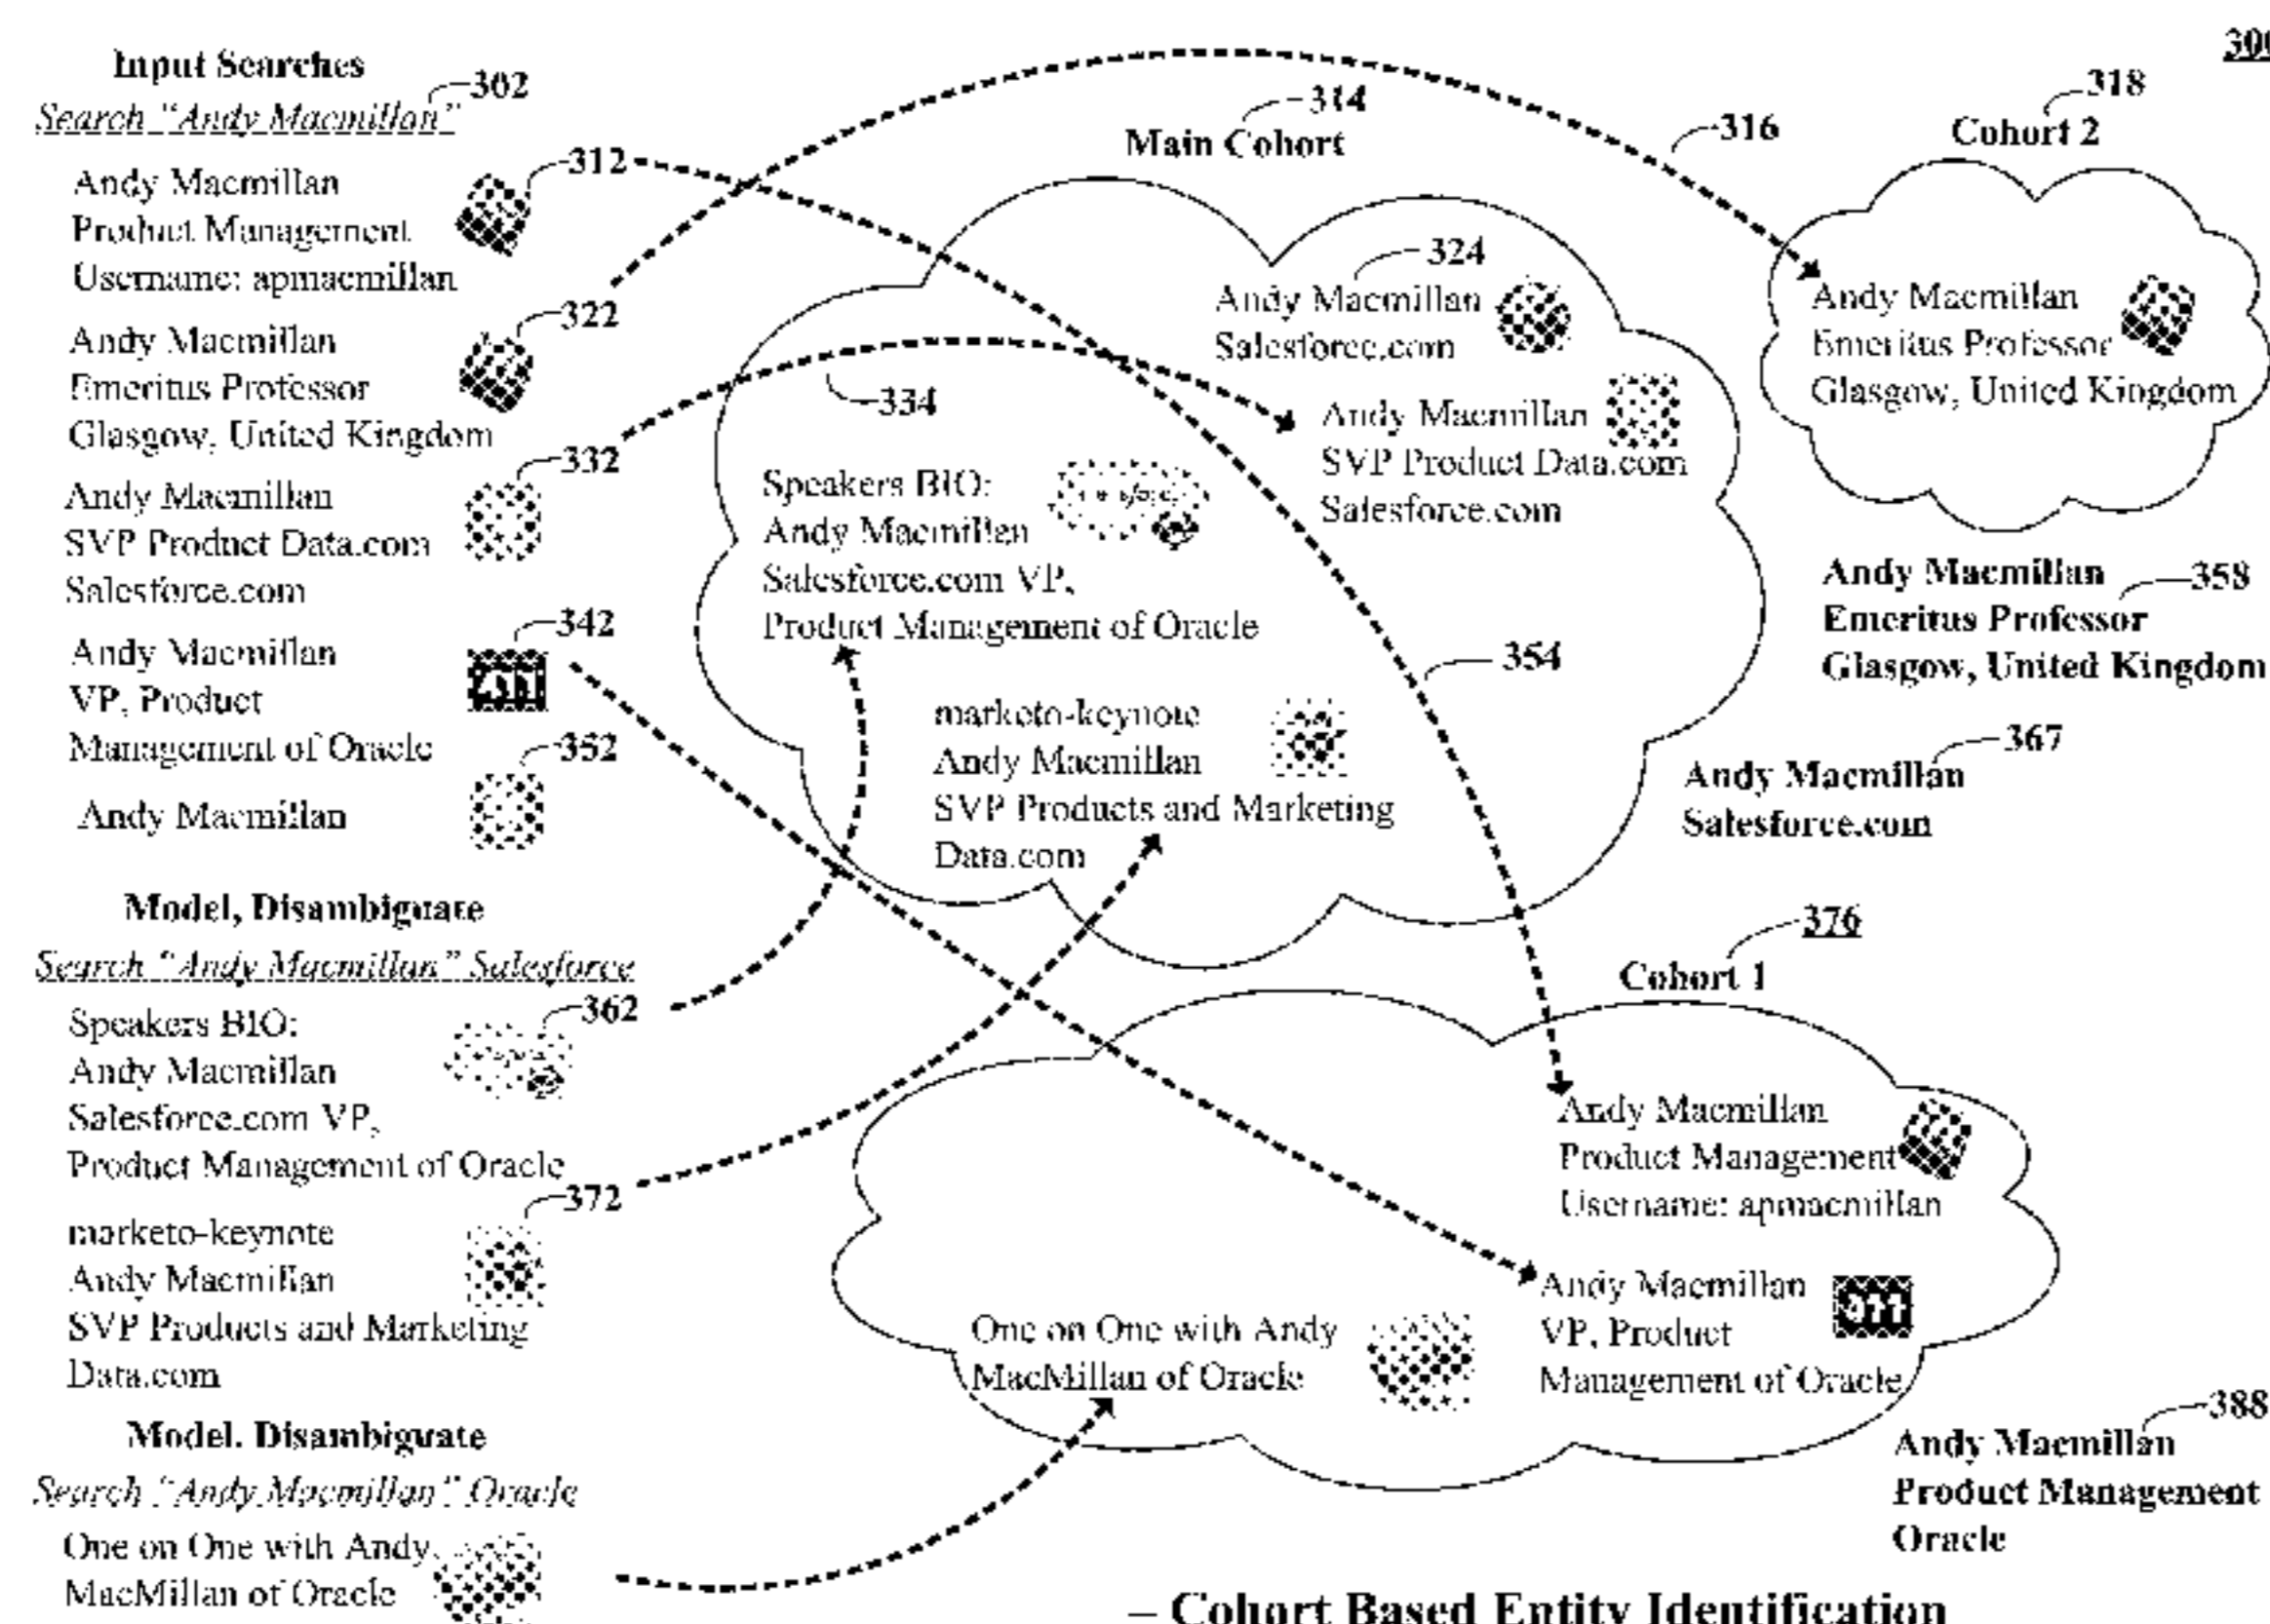 300
Input Searches
302
Search "Andy Macmillan"
312
Andy Macmillan
Product Management
Username: apmacmillan
322
Andy Macmillan
Emeritus Professor
Glasgow, United Kingdom
332
Andy Macmillan
SVP Product Data.com
Salesforce.com
342
Andy Macmillan
VP, Product
Management of Oracle
352
Andy Macmillan
Model, Disambiguate
Search "Andy Macmillan" Salesforce
362
Speakers BIO:
Andy Macmillan
Salesforce.com VP,
Product Management of Oracle
372
marketo-keynote
Andy Macmillan
SVP Products and Marketing
Data.com
Model. Disambiguate
Search "Andy Macmillan" Oracle
One on One with Andy
MacMillan of Oracle
314
Main Cohort
324
Andy Macmillan
Salesforce.com
334
Andy Macmillan
SVP Product Data.com
Salesforce.com
Speakers BIO:
Andy Macmillan
Salesforce.com VP,
Product Management of Oracle
354
marketo-keynote
Andy Macmillan
SVP Products and Marketing
Data.com
316
318
Cohort 2
Andy Macmillan
Emeritus Professor
Glasgow, United Kingdom
Andy Macmillan
358
Emeritus Professor
Glasgow, United Kingdom
367
Andy Macmillan
Salesforce.com
376
Cohort 1
Andy Macmillan
Product Management
Username: apmacmillan
Andy Macmillan
VP, Product
Management of Oracle
One on One with Andy
MacMillan of Oracle
388
Andy Macmillan
Product Management
Oracle
– Cohort Based Entity Identification